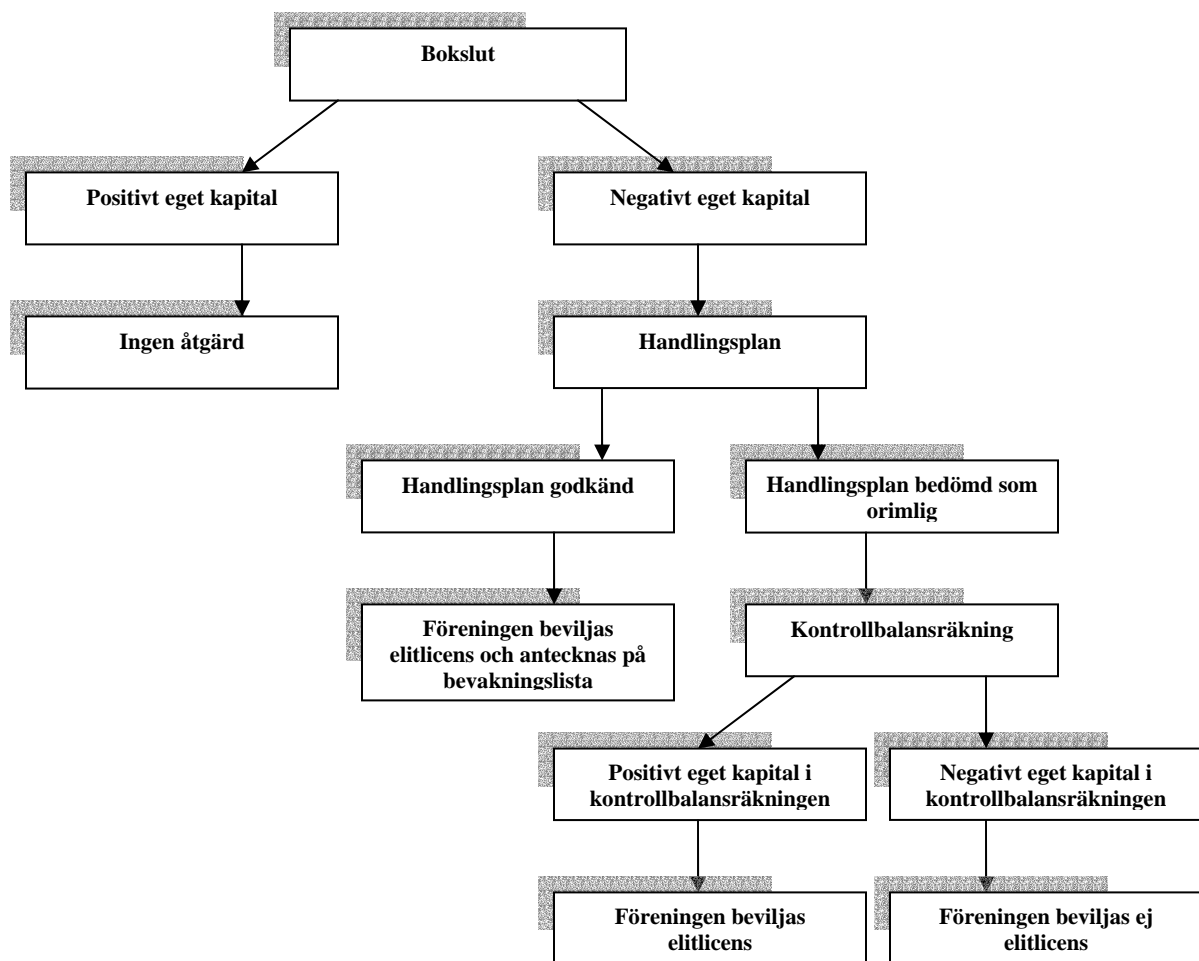 Bokslut
Positivt eget kapital
Negativt eget kapital
Ingen åtgärd
Handlingsplan
Handlingsplan godkänd
Handlingsplan bedömd som
orimlig
Föreningen beviljas
elitlicens och antecknas på
bevakningslista
Kontrollbalansräkning
Positivt eget kapital i
kontrollbalansräkningen
Negativt eget kapital i
kontrollbalansräkningen
Föreningen beviljas
elitlicens
Föreningen beviljas ej
elitlicens